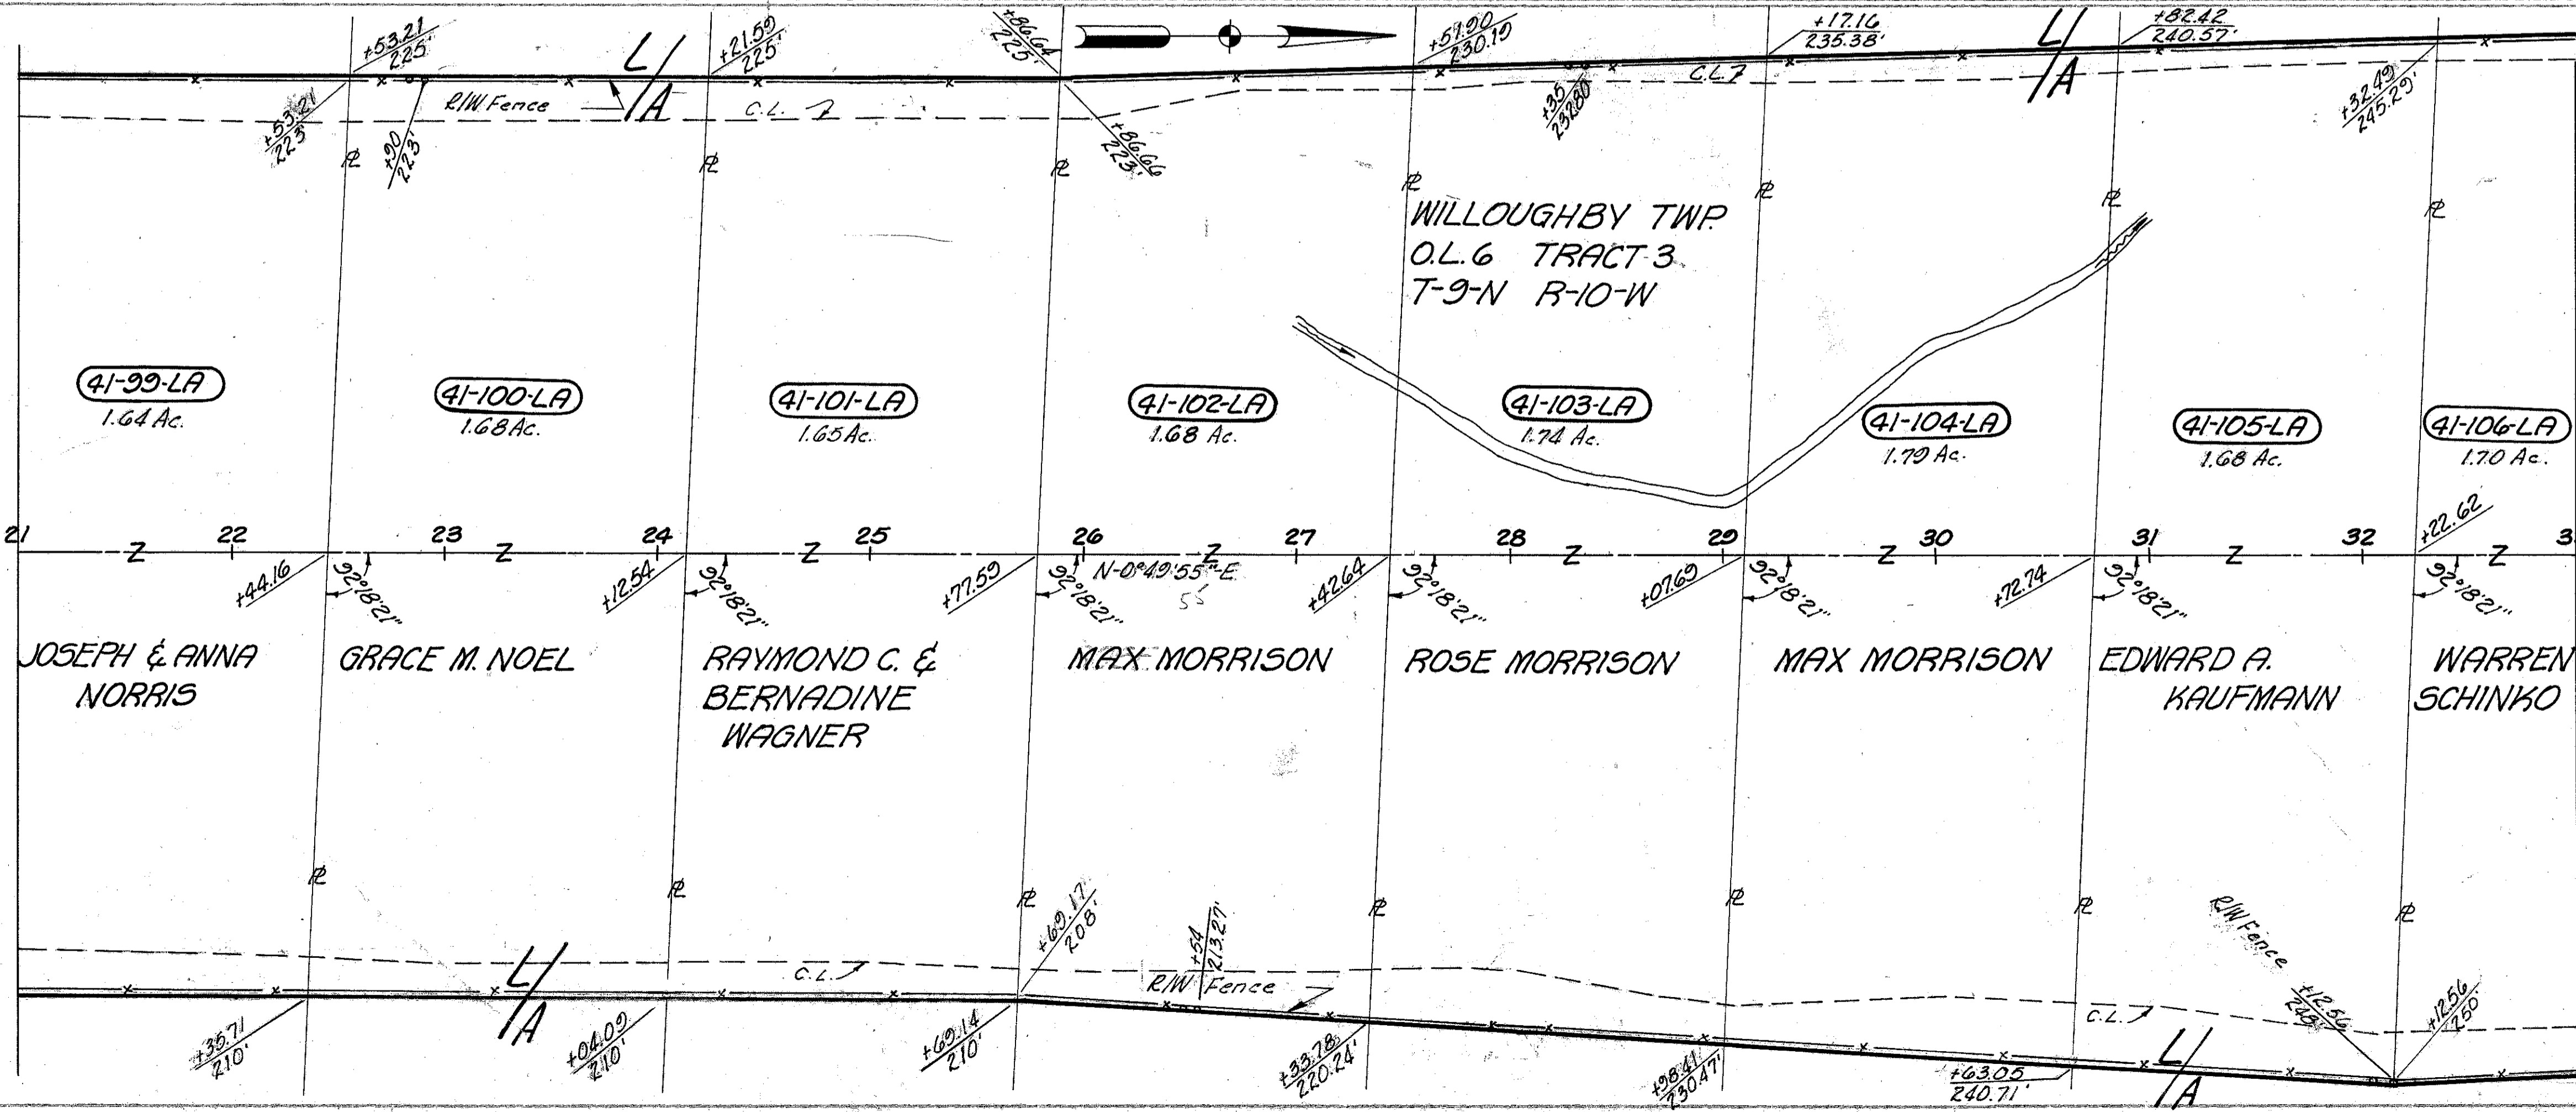 +53.21
225'
L/A
+21.59
225'
+86.64
225'
+51.90
230.19
+17.16
235.38'
L/A
+82.42
240.57'
+53.21
223'
+90
223'
R/W Fence
C.L.
+86.66
223'
+35
232.80
C.L.
+32.49
245.29'
WILLOUGHBY TWP.
O.L. 6 TRACT 3
T-9-N R-10-W
41-99-LA
1.64 Ac.
41-100-LA
1.68 Ac.
41-101-LA
1.65 Ac.
41-102-LA
1.68 Ac.
41-103-LA
1.74 Ac.
41-104-LA
1.79 Ac.
41-105-LA
1.68 Ac.
41-106-LA
1.70 Ac.
21 22 23 24 25 26 27 28 29 30 31 32 3
Z Z Z Z Z Z Z Z
+44.16
92°18'21"
+12.54
92°18'21"
+77.59
92°18'21"
N-0°49'55"-E
55
+42.64
92°18'21"
+07.69
92°18'21"
+72.74
92°18'21"
+22.62
92°18'21"
JOSEPH & ANNA
NORRIS
GRACE M. NOEL
RAYMOND C. &
BERNADINE
WAGNER
MAX MORRISON
ROSE MORRISON
MAX MORRISON
EDWARD A.
KAUFMANN
WARREN
SCHINKO
L/A
C.L.
+69.17
208'
+54
213.27'
R/W Fence
C.L.
L/A
R/W Fence
+12.56
248'
+12.56
250'
+35.71
210'
+04.09
210'
+69.14
210'
+33.78
220.24'
+98.41
230.47'
+63.05
240.71'